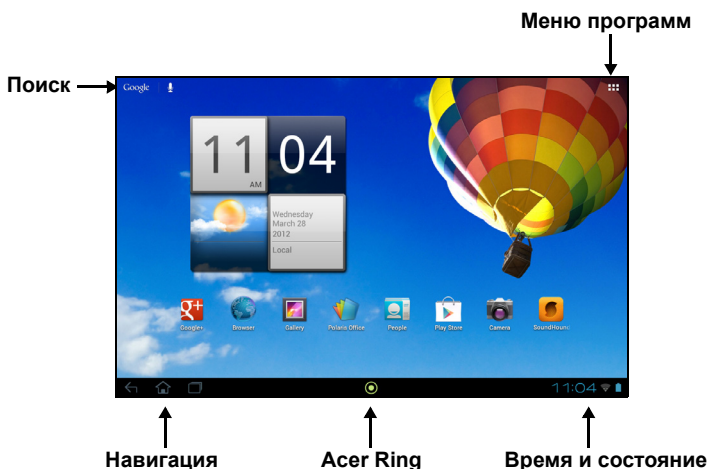 Меню программ
Поиск
Google
11
AM
04
Wednesday
March 28
2012
Local
Google+
Browser
Gallery
Polaris Office
People
Play Store
Camera
SoundHound
11:04
Навигация
Acer Ring
Время и состояние